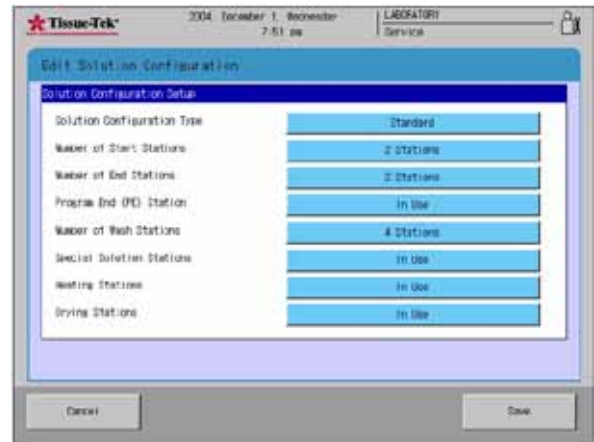 Tissue-Tek®
2004 December 1 Wednesday
7:51 am
LABORATORY
Service
Edit Solution Configuration
Solution Configuration Setup
Solution Configuration Type
Standard
Number of Start Stations
2 Stations
Number of End Stations
Stations
Program End (PE) Station
In Use
Number of Wash Stations
4 Stations
Special Solution Stations
In Use
Heating Stations
In Use
Drying Stations
In Use
Cancel
Save